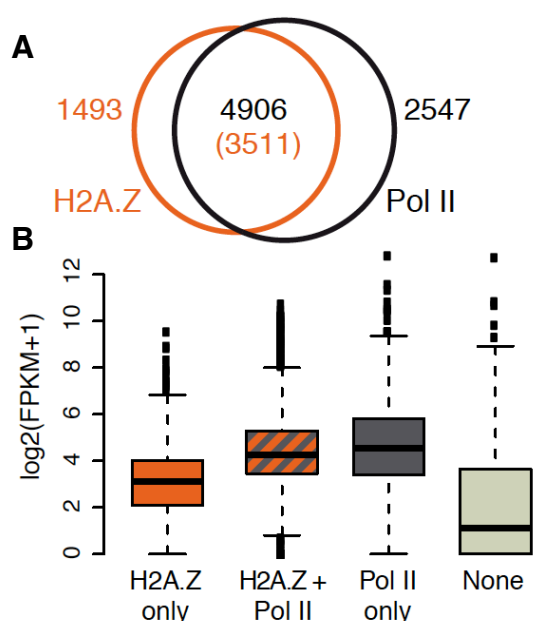 A
1493
4906
2547
(3511)
H2A.Z
Pol II
B
log2(FPKM+1)
12
10
8
6
4
2
0
H2A.Z only
H2A.Z + Pol II
Pol II only
None